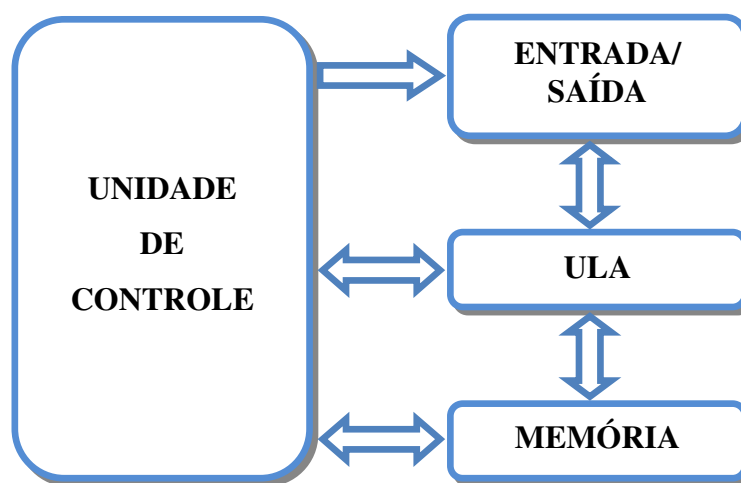 UNIDADE
DE
CONTROLE
ENTRADA/
SAÍDA
ULA
MEMÓRIA